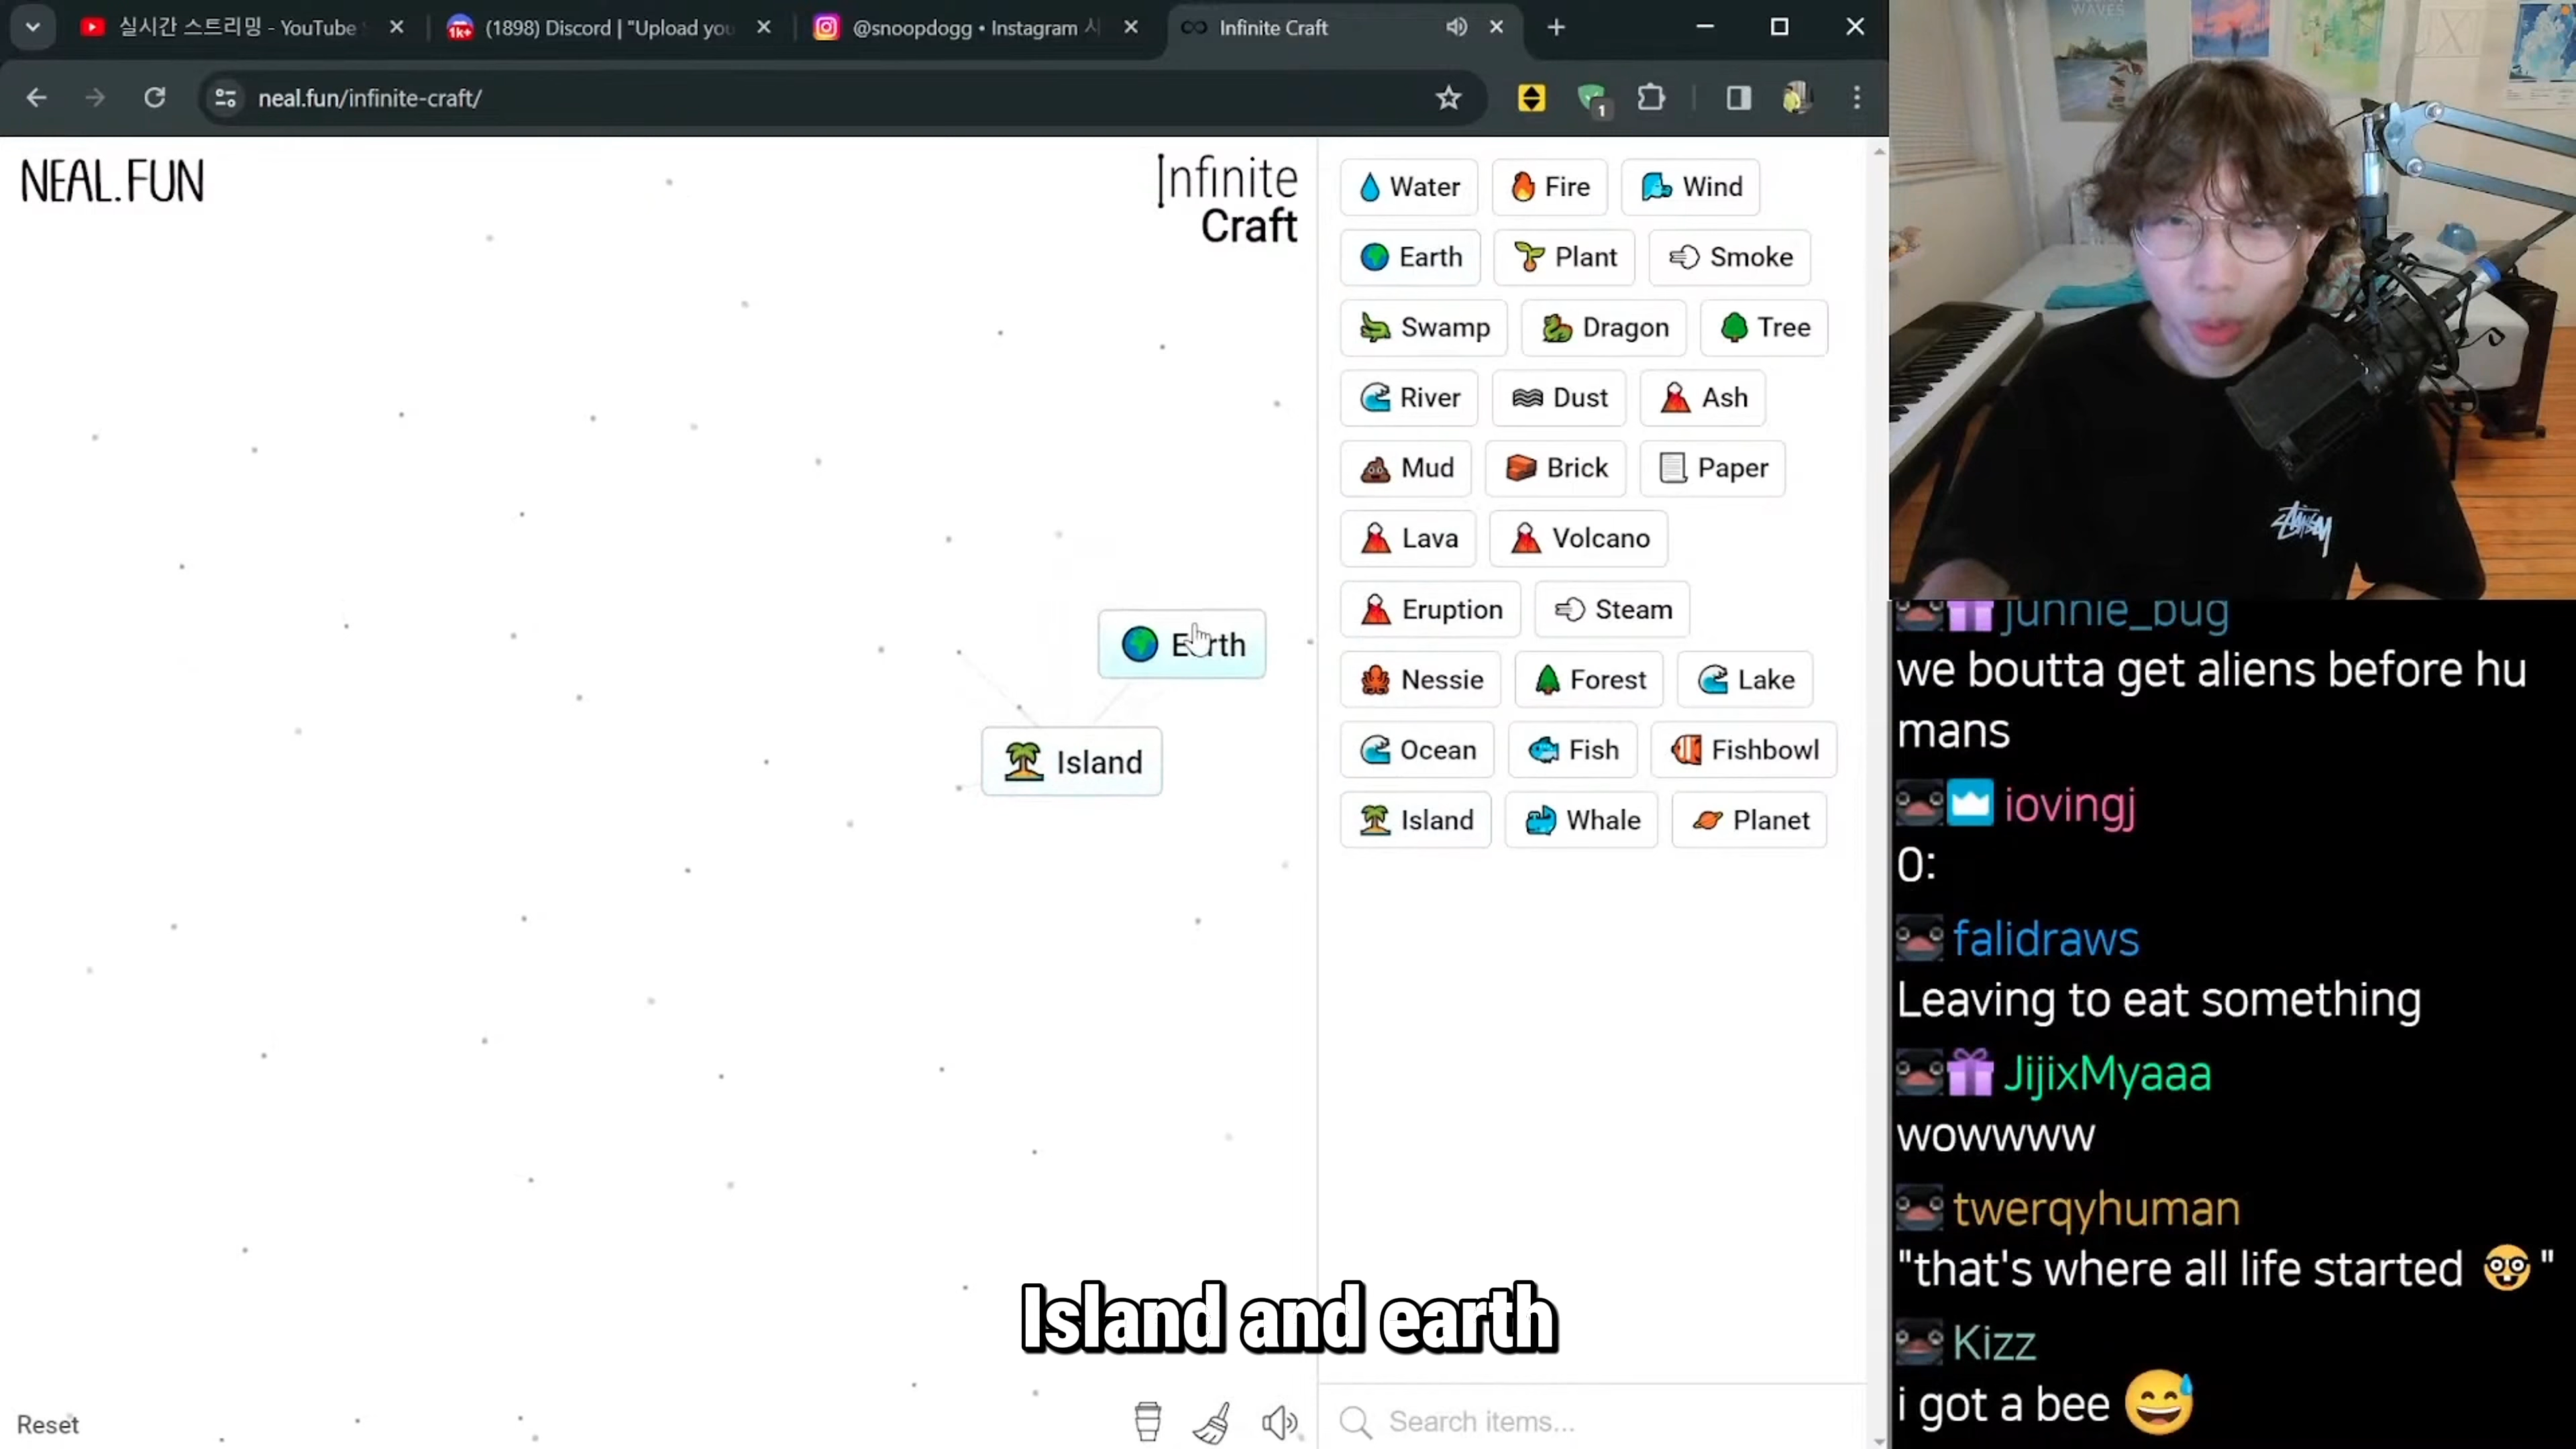 실시간 스트리밍 - YouTube
(1898) Discord | "Upload you
@snoopdogg • Instagram
Infinite Craft
neal.fun/infinite-craft/
1
NEAL.FUN
Infinite
Craft
Water
Fire
Wind
Earth
Plant
Smoke
Swamp
Dragon
Tree
River
Dust
Ash
Mud
Brick
Paper
Lava
Volcano
Eruption
Steam
Nessie
Forest
Lake
Ocean
Fish
Fishbowl
Island
Whale
Planet
Earth
Island
Island and earth
Reset
Search items...
WAVES
junnie_bug
we boutta get aliens before hu
mans
iovingj
O:
falidraws
Leaving to eat something
JijixMyaaa
wowwww
twerqyhuman
"that's where all life started 🤓 "
Kizz
i got a bee 😅